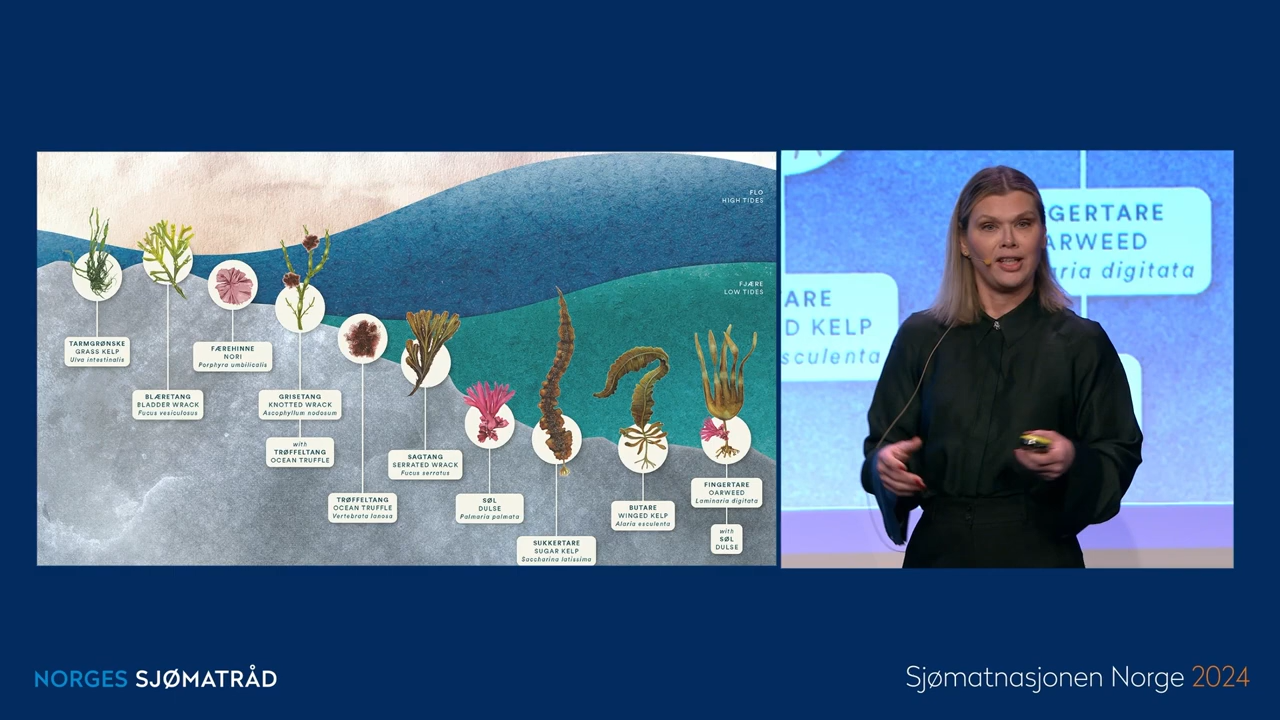 FLO
HIGH TIDES
FJÆRE
LOW TIDES
TARMGRØNSKE
GRASS KELP
Ulva intestinalis
BLÆRETANG
BLADDER WRACK
Fucus vesiculosus
FÆREHINNE
NORI
Porphyra umbilicalis
GRISETANG
KNOTTED WRACK
Ascophyllum nodosum
with
TRØFFELTANG
OCEAN TRUFFLE
TRØFFELTANG
OCEAN TRUFFLE
Vertebrata lanosa
SAGTANG
SERRATED WRACK
Fucus serratus
SØL
DULSE
Palmaria palmata
SUKKERTARE
SUGAR KELP
Saccharina latissima
BUTARE
WINGED KELP
Alaria esculenta
FINGERTARE
OARWEED
Laminaria digitata
with
SØL
DULSE
GERTARE
ARWEED
aria digitata
ARE
D KELP
sculenta
NORGES SJØMATRÅD
Sjømatnasjonen Norge 2024